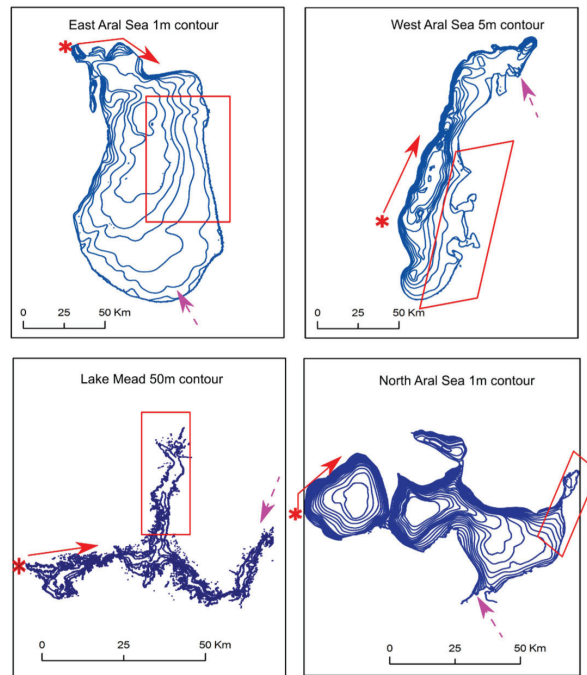 East Aral Sea 1m contour
0 25 50 Km
West Aral Sea 5m contour
0 25 50 Km
Lake Mead 50m contour
0 25 50 Km
North Aral Sea 1m contour
0 25 50 Km